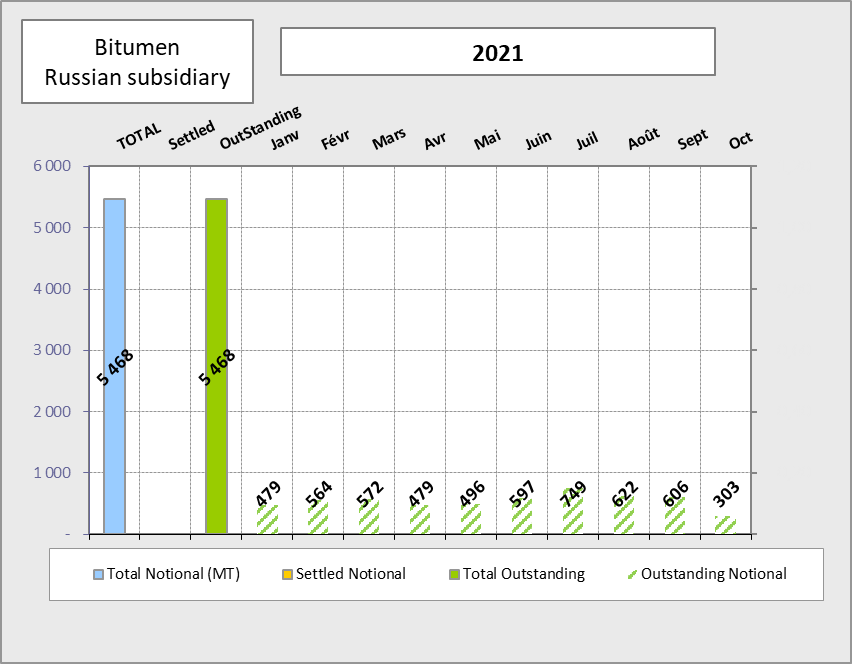 Bitumen
Russian subsidiary
2021
TOTAL Settled OutStanding Janv Févr Mars Avr Mai Juin Juil Août Sept Oct
6 000
5 000
4 000
3 000
2 000
1 000
-
5 468 5 468
479 564 572 479 496 597 749 622 606 303
Total Notional (MT) Settled Notional Total Outstanding Outstanding Notional